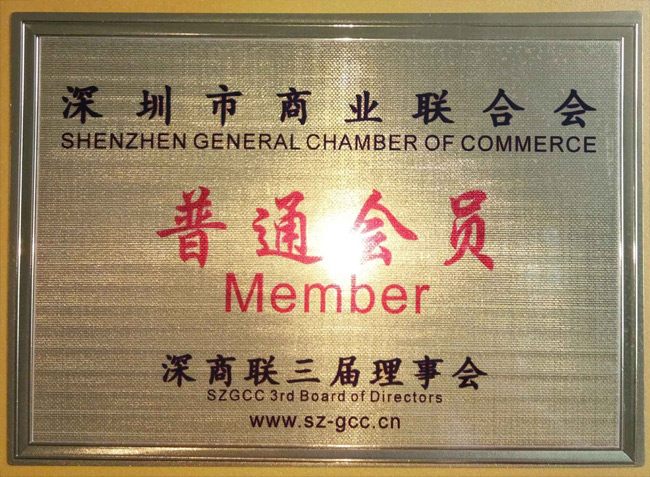 深圳市商业联合会
SHENZHEN GENERAL CHAMBER OF COMMERCE
普通会员
Member
深商联三届理事会
SZGCC 3rd Board of Directors
www.sz-gcc.cn